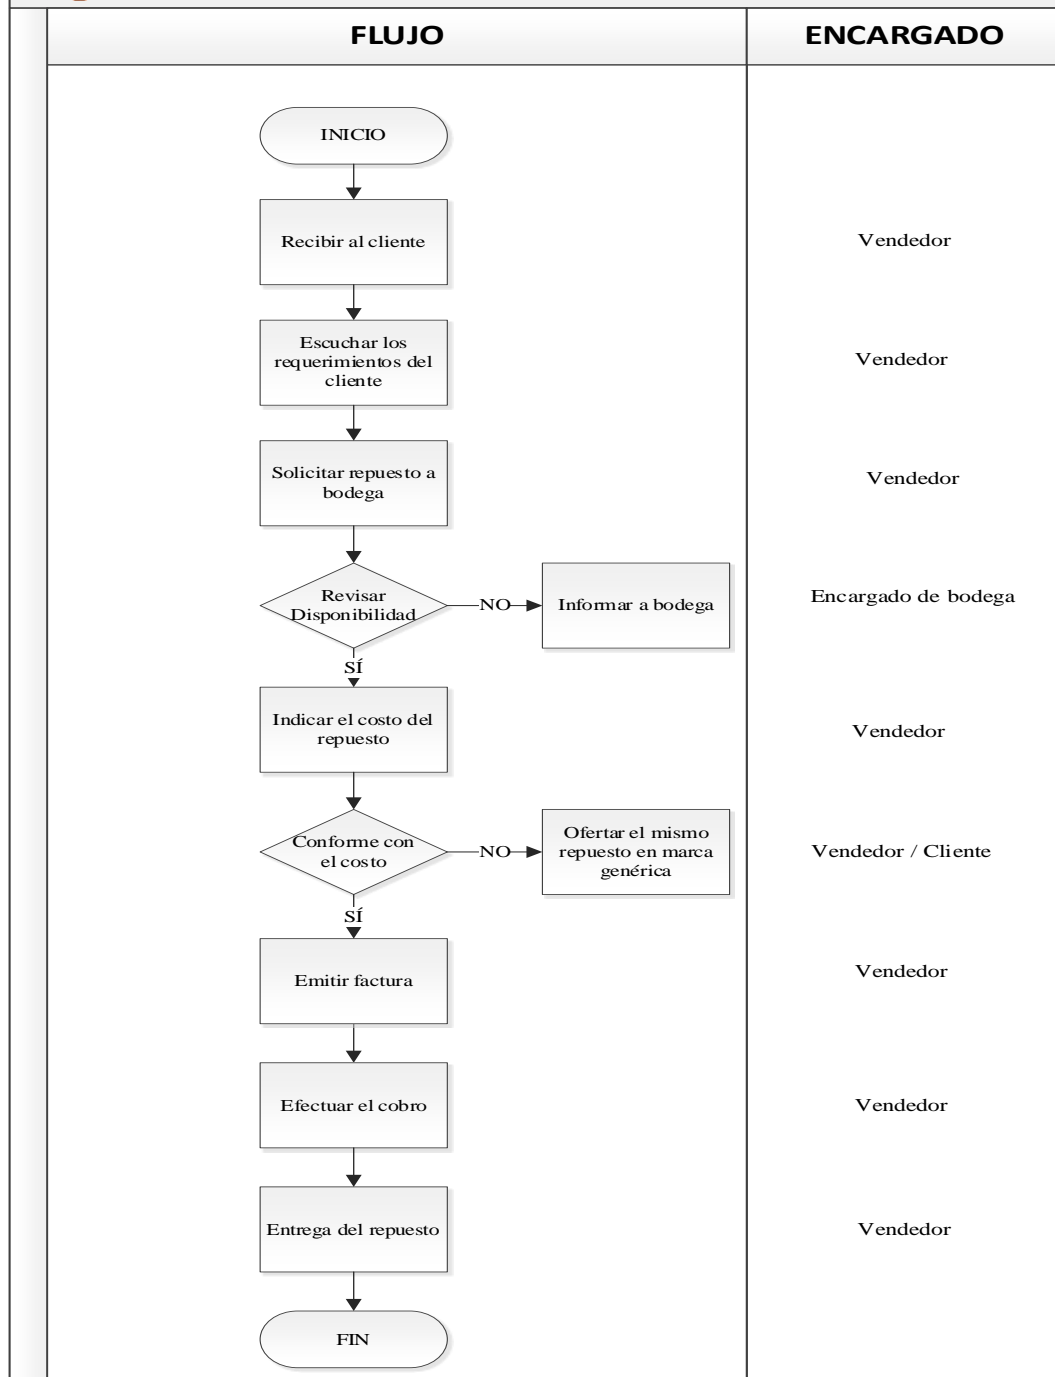 FLUJO
ENCARGADO
INICIO
Recibir al cliente
Vendedor
Escuchar los
requerimientos del
cliente
Vendedor
Solicitar repuesto a
bodega
Vendedor
Revisar
Disponibilidad
NO
Informar a bodega
Encargado de bodega
SÍ
Indicar el costo del
repuesto
Vendedor
Conforme con
el costo
NO
Ofertar el mismo
repuesto en marca
genérica
Vendedor / Cliente
SÍ
Emitir factura
Vendedor
Efectuar el cobro
Vendedor
Entrega del repuesto
Vendedor
FIN